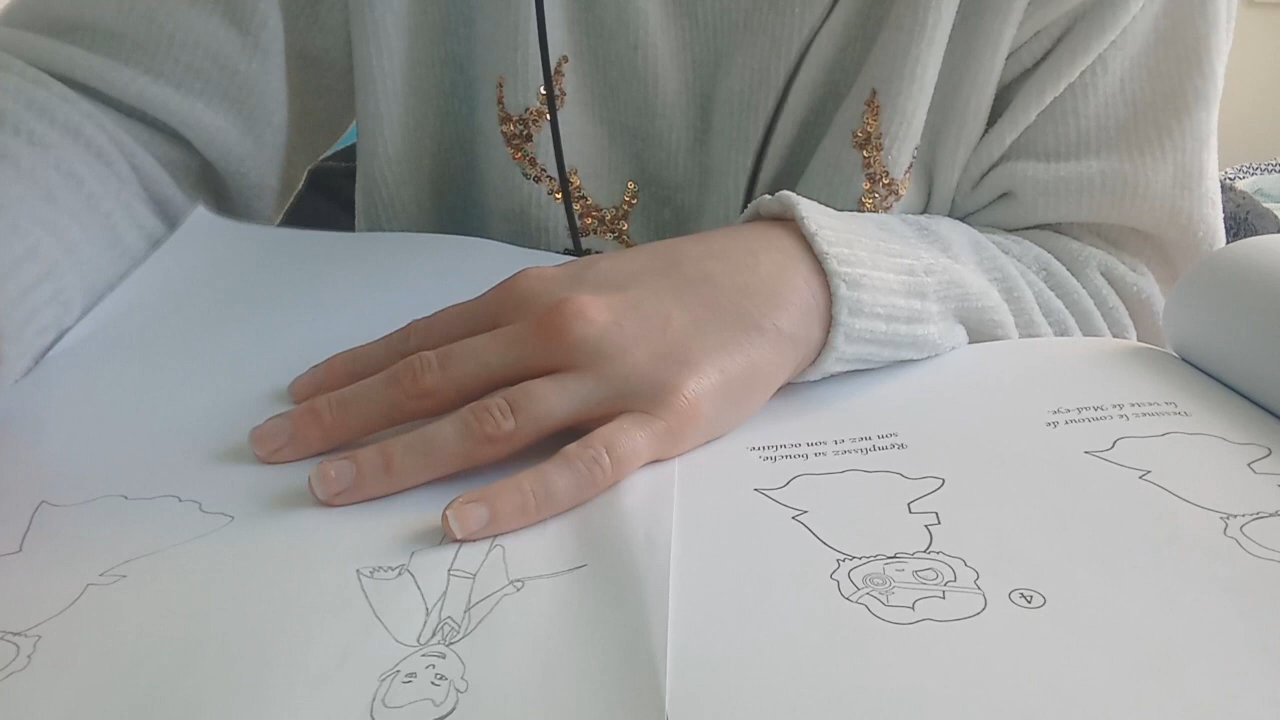 Dessinez le contour de
la veste de Mad-eye.
4
Remplissez sa bouche,
son nez et son oculaire.